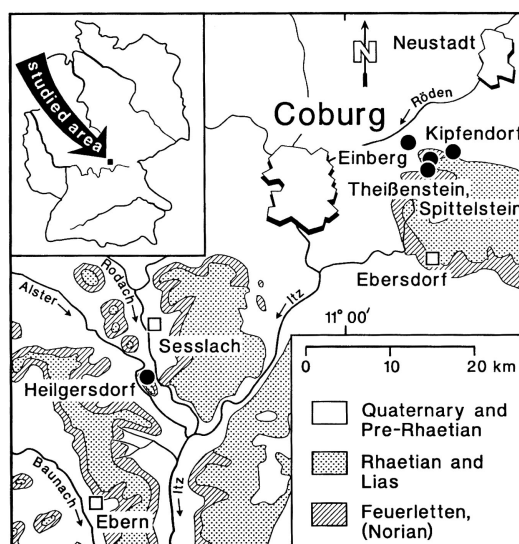 studied area
N
Neustadt
Röden
Coburg
Kipfendorf
Einberg
Theißenstein,
Spittelstein
Ebersdorf
Itz
11° 00'
Rodach
Alster
Sesslach
Heilgersdorf
Baunach
Ebern
Itz
0 10 20 km
Quaternary and
Pre-Rhaetian
Rhaetian and
Lias
Feuerletten,
(Norian)